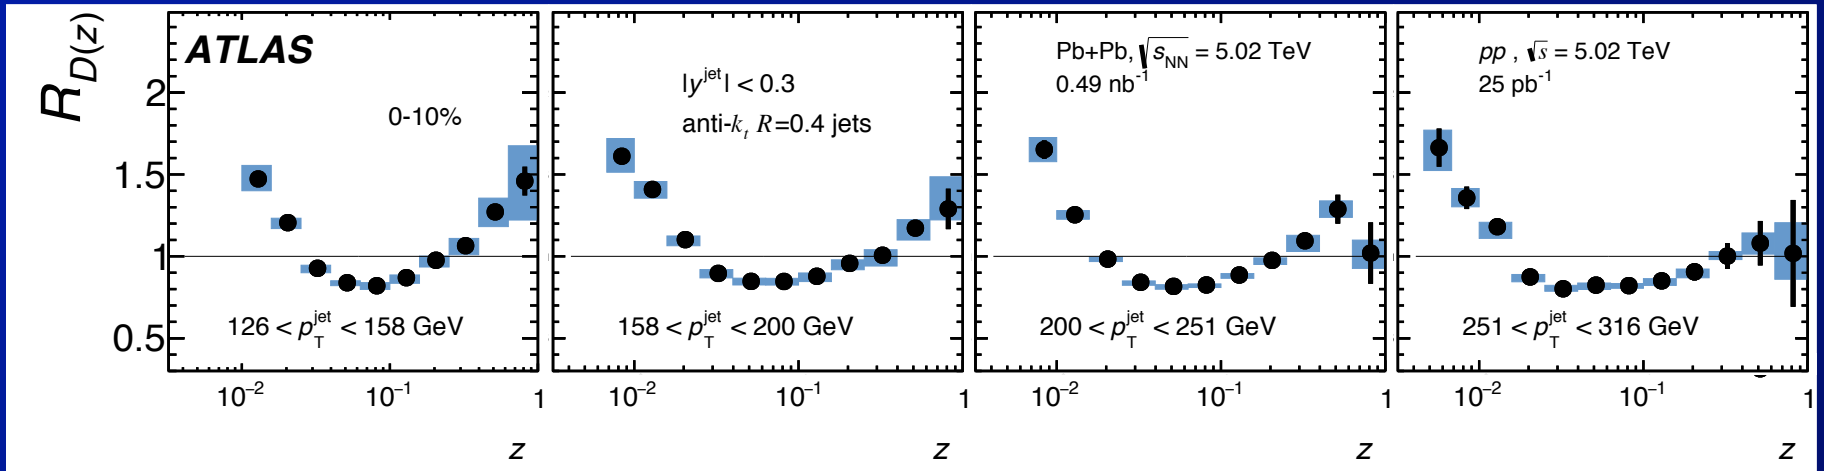 R_{D(z)}
ATLAS
0-10%
126 < p_T^{jet} < 158 GeV
2
1.5
1
0.5
10^{-2} 10^{-1} 1
z
|y^{jet}| < 0.3
anti-k_t R=0.4 jets
158 < p_T^{jet} < 200 GeV
10^{-2} 10^{-1} 1
z
Pb+Pb, √s_{NN} = 5.02 TeV
0.49 nb^{-1}
200 < p_T^{jet} < 251 GeV
10^{-2} 10^{-1} 1
z
pp , √s = 5.02 TeV
25 pb^{-1}
251 < p_T^{jet} < 316 GeV
10^{-2} 10^{-1} 1
z